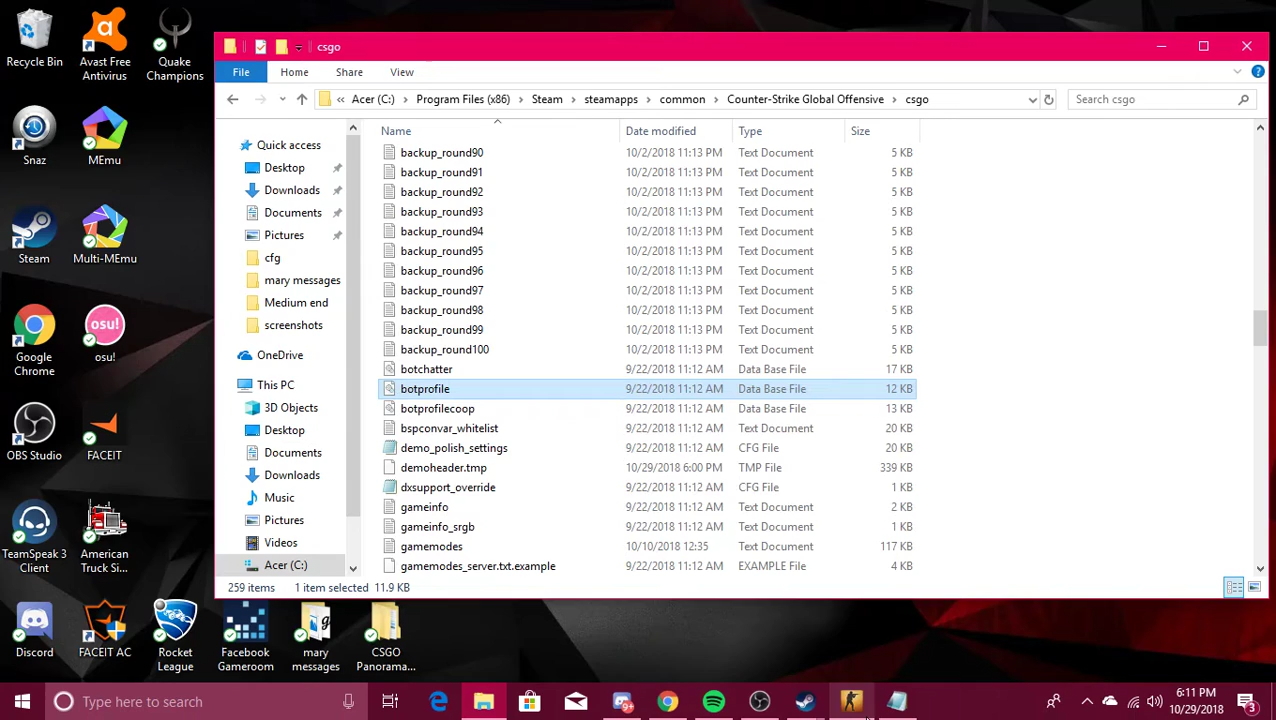 Recycle Bin
Avast Free Antivirus
Quake Champions
Snaz
MEmu
Steam
Multi-MEmu
Google Chrome
osu!
osu!
OBS Studio
FACEIT
TeamSpeak 3 Client
American Truck Si...
Discord
FACEIT AC
Rocket League
Facebook Gameroom
mary messages
CSGO Panorama...
csgo
File Home Share View
« Acer (C:) › Program Files (x86) › Steam › steamapps › common › Counter-Strike Global Offensive › csgo
Search csgo
Quick access
Desktop
Downloads
Documents
Pictures
cfg
mary messages
Medium end
screenshots
OneDrive
This PC
3D Objects
Desktop
Documents
Downloads
Music
Pictures
Videos
Acer (C:)
Name Date modified Type Size
backup_round90 10/2/2018 11:13 PM Text Document 5 KB
backup_round91 10/2/2018 11:13 PM Text Document 5 KB
backup_round92 10/2/2018 11:13 PM Text Document 5 KB
backup_round93 10/2/2018 11:13 PM Text Document 5 KB
backup_round94 10/2/2018 11:13 PM Text Document 5 KB
backup_round95 10/2/2018 11:13 PM Text Document 5 KB
backup_round96 10/2/2018 11:13 PM Text Document 5 KB
backup_round97 10/2/2018 11:13 PM Text Document 5 KB
backup_round98 10/2/2018 11:13 PM Text Document 5 KB
backup_round99 10/2/2018 11:13 PM Text Document 5 KB
backup_round100 10/2/2018 11:13 PM Text Document 5 KB
botchatter 9/22/2018 11:12 AM Data Base File 17 KB
botprofile 9/22/2018 11:12 AM Data Base File 12 KB
botprofilecoop 9/22/2018 11:12 AM Data Base File 13 KB
bspconvar_whitelist 9/22/2018 11:12 AM Text Document 20 KB
demo_polish_settings 9/22/2018 11:12 AM CFG File 20 KB
demoheader.tmp 10/29/2018 6:00 PM TMP File 339 KB
dxsupport_override 9/22/2018 11:12 AM CFG File 1 KB
gameinfo 9/22/2018 11:12 AM Text Document 2 KB
gameinfo_srgb 9/22/2018 11:12 AM Text Document 1 KB
gamemodes 10/10/2018 12:35 Text Document 117 KB
gamemodes_server.txt.example 9/22/2018 11:12 AM EXAMPLE File 4 KB
259 items 1 item selected 11.9 KB
Type here to search
6:11 PM
10/29/2018
3